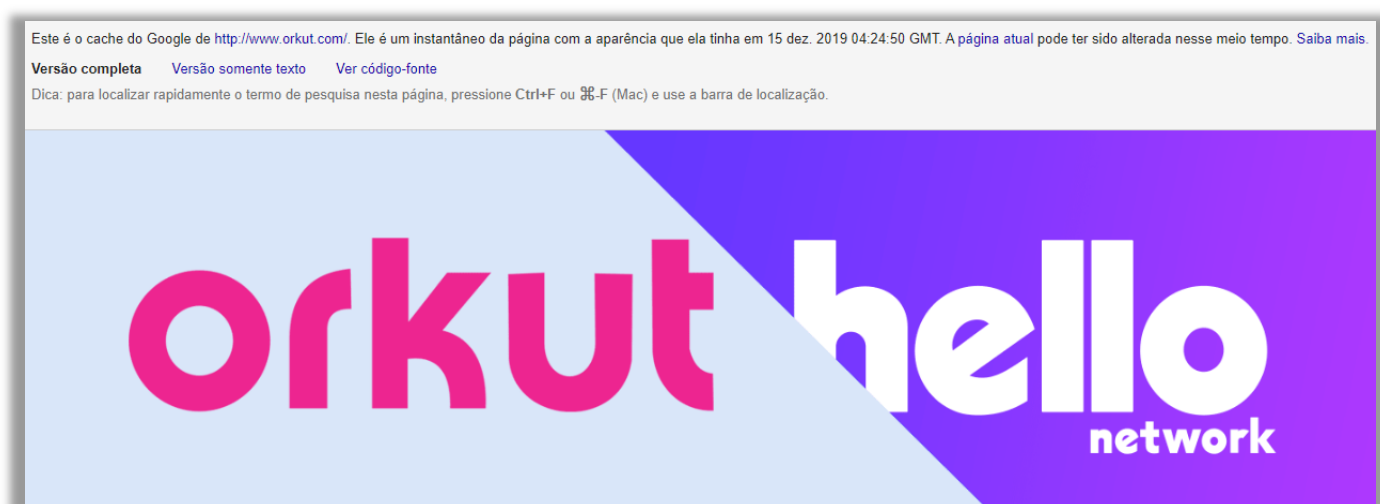 Este é o cache do Google de http://www.orkut.com/. Ele é um instantâneo da página com a aparência que ela tinha em 15 dez. 2019 04:24:50 GMT. A página atual pode ter sido alterada nesse meio tempo. Saiba mais.
Versão completa Versão somente texto Ver código-fonte
Dica: para localizar rapidamente o termo de pesquisa nesta página, pressione Ctrl+F ou ⌘-F (Mac) e use a barra de localização.
orkut hello
network